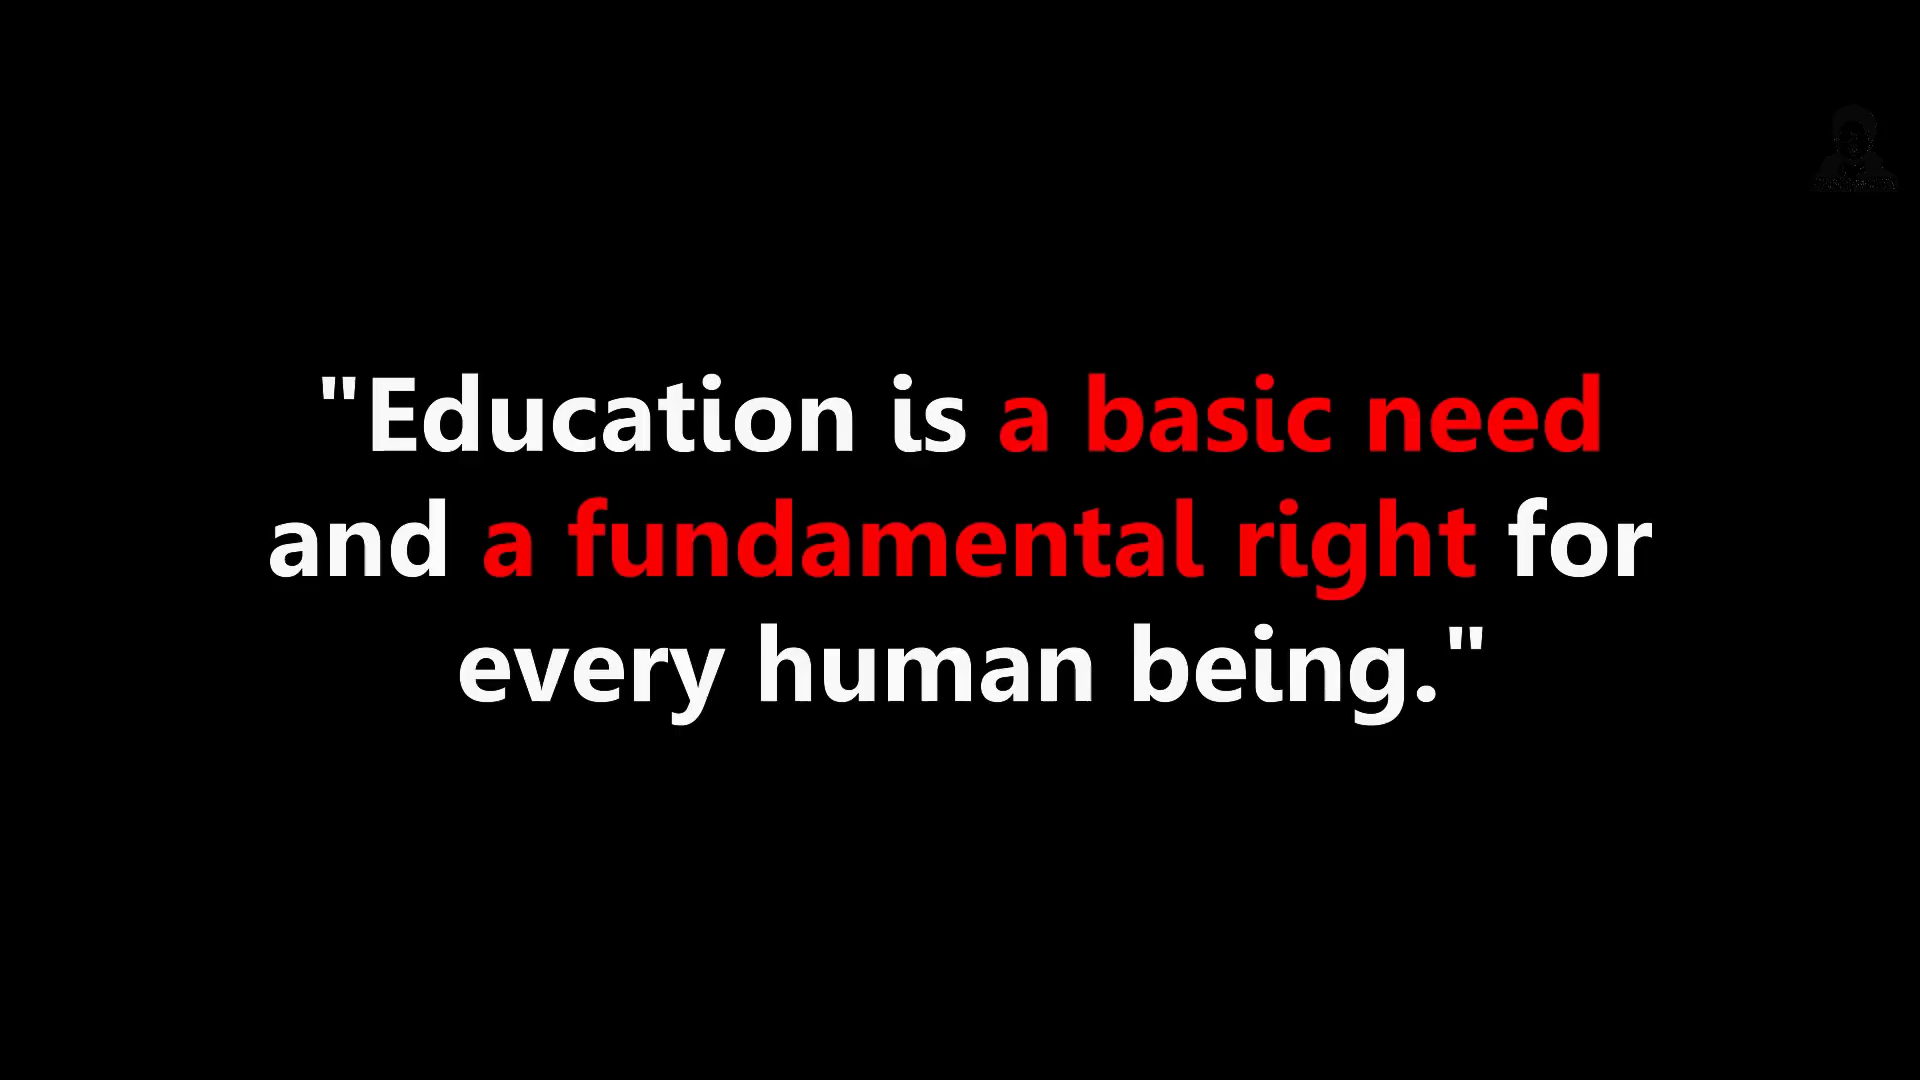 "Education is a basic need
and a fundamental right for
every human being."